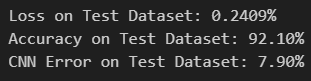 Loss on Test Dataset: 0.2409%
Accuracy on Test Dataset: 92.10%
CNN Error on Test Dataset: 7.90%